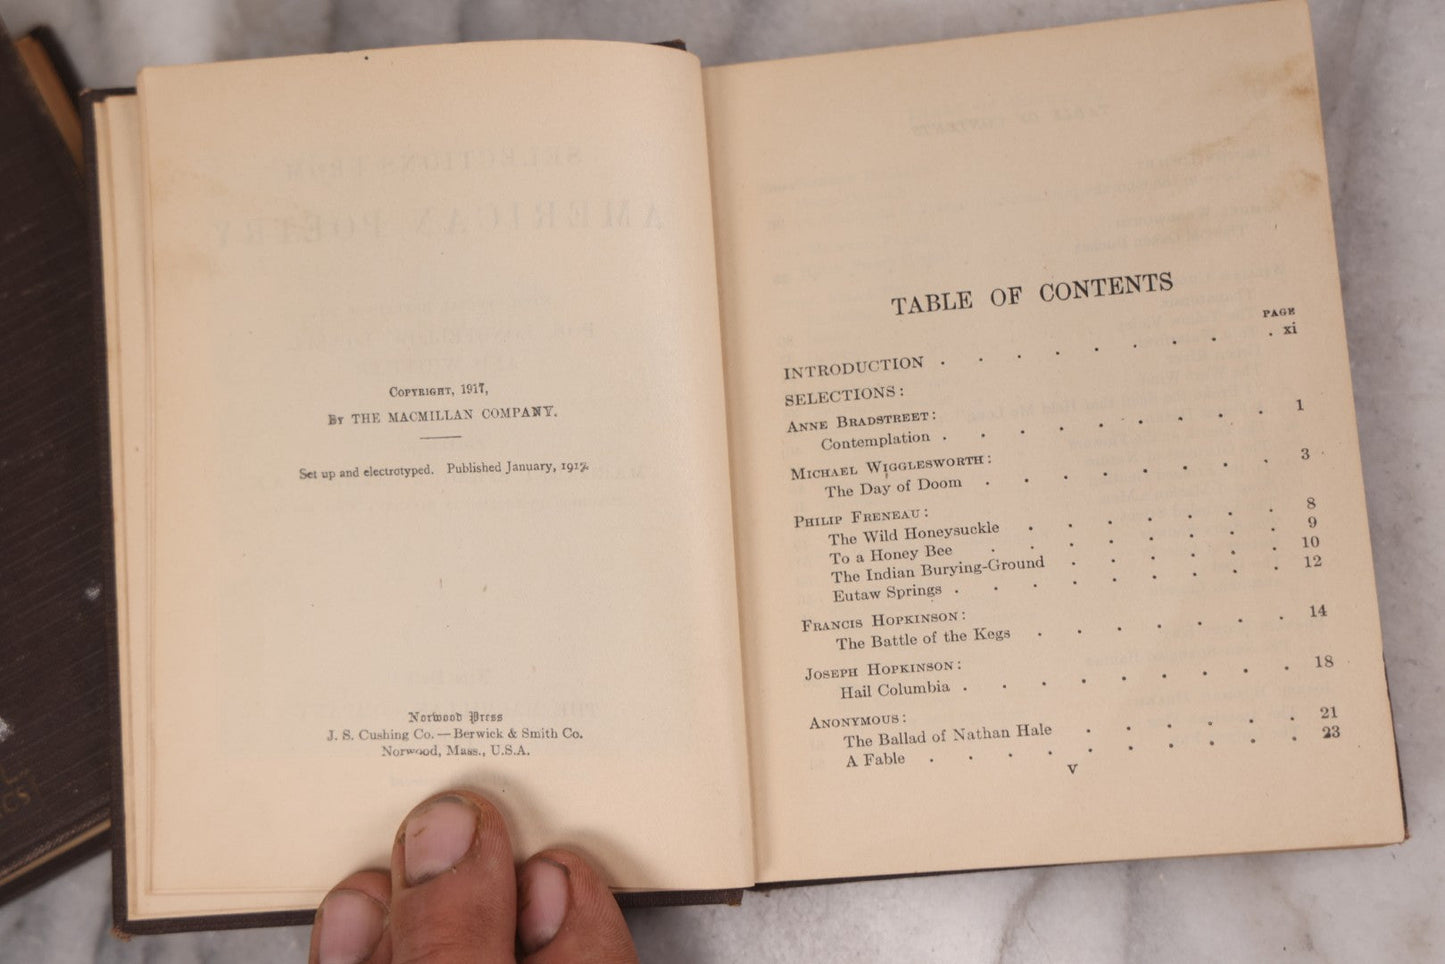 Copyright, 1917,
By THE MACMILLAN COMPANY.
Set up and electrotyped. Published January, 1917.
Norwood Press
J. S. Cushing Co. — Berwick & Smith Co.
Norwood, Mass., U.S.A.
TABLE OF CONTENTS
PAGE
INTRODUCTION . . . . . . . . . . xi
SELECTIONS:
ANNE BRADSTREET:
Contemplation . . . . . . . . . 1
MICHAEL WIGGLESWORTH:
The Day of Doom . . . . . . . . 3
PHILIP FRENEAU:
The Wild Honeysuckle . . . . . . . 8
To a Honey Bee . . . . . . . . 9
The Indian Burying-Ground . . . . . . 10
Eutaw Springs . . . . . . . . . 12
FRANCIS HOPKINSON:
The Battle of the Kegs . . . . . . . 14
JOSEPH HOPKINSON:
Hail Columbia . . . . . . . . . 18
ANONYMOUS:
The Ballad of Nathan Hale . . . . . . 21
A Fable . . . . . . . . . . 23
v